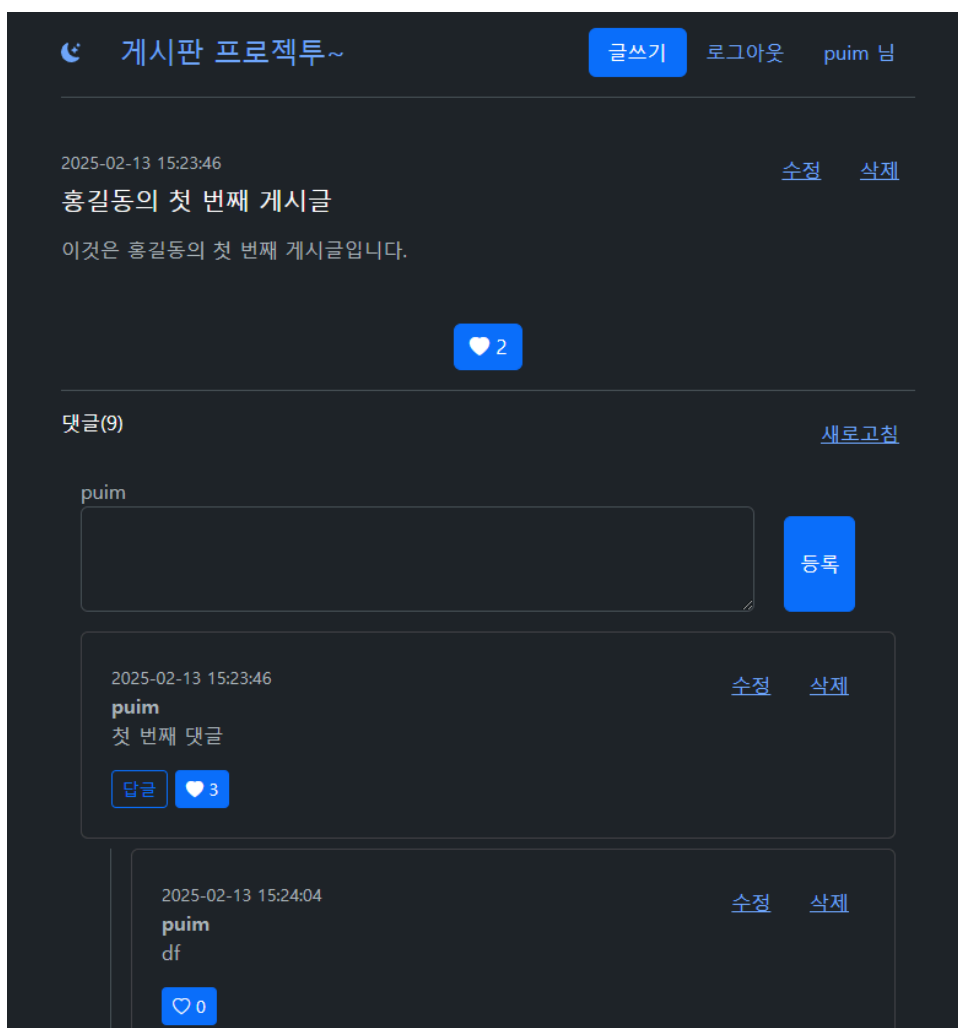 게시판 프로젝투~ 글쓰기 로그아웃 puim 님
2025-02-13 15:23:46 수정 삭제
홍길동의 첫 번째 게시글
이것은 홍길동의 첫 번째 게시글입니다.
2
댓글(9) 새로고침
puim
등록
2025-02-13 15:23:46 수정 삭제
puim
첫 번째 댓글
답글 3
2025-02-13 15:24:04 수정 삭제
puim
df
0